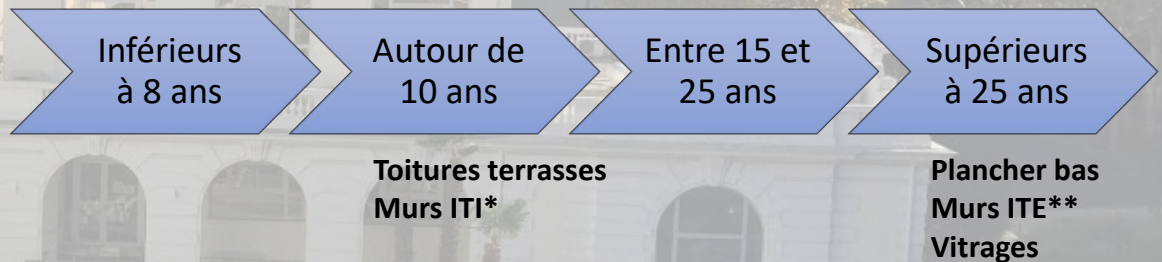 Inférieurs
à 8 ans
Autour de
10 ans
Entre 15 et
25 ans
Supérieurs
à 25 ans
Toitures terrasses
Murs ITI*
Plancher bas
Murs ITE**
Vitrages